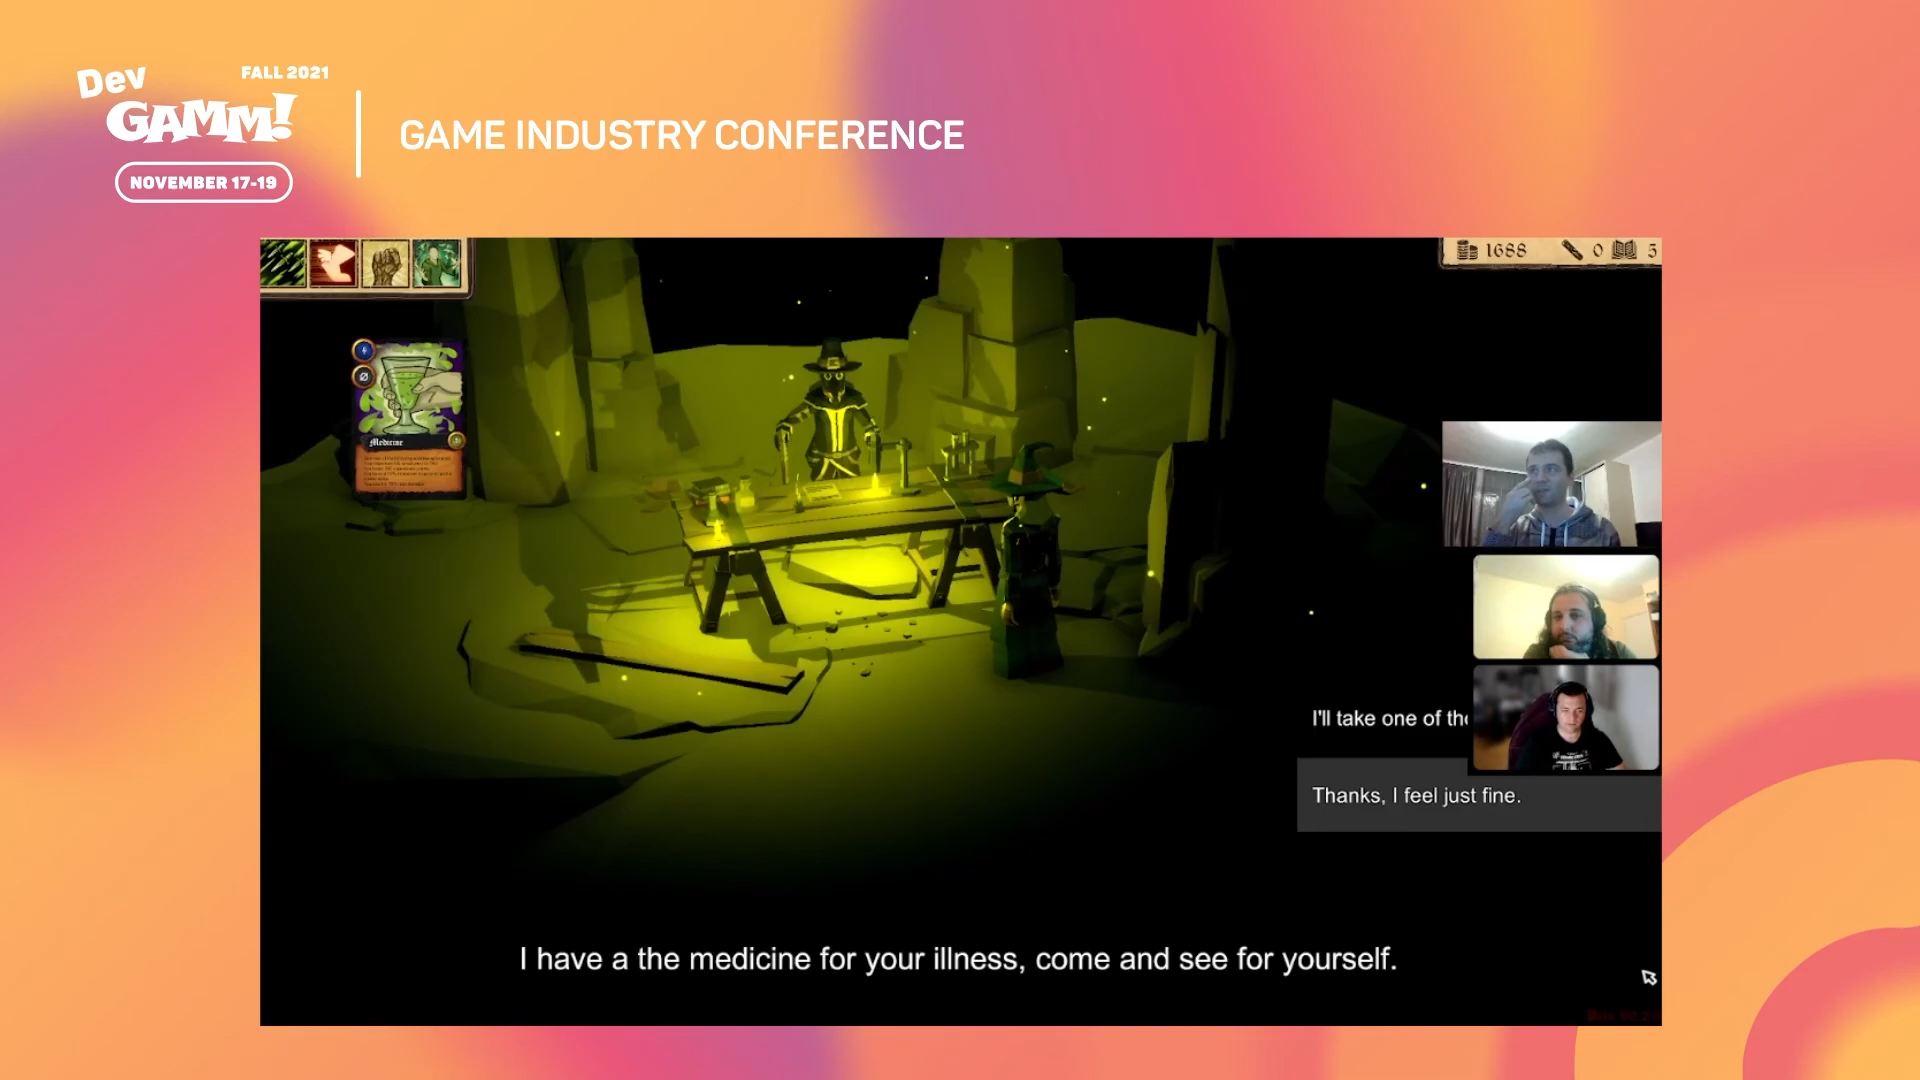 Dev
FALL 2021
GAMM!
NOVEMBER 17-19
GAME INDUSTRY CONFERENCE
1688
0
5
Medicine
I'll take one of the
Thanks, I feel just fine.
I have a the medicine for your illness, come and see for yourself.